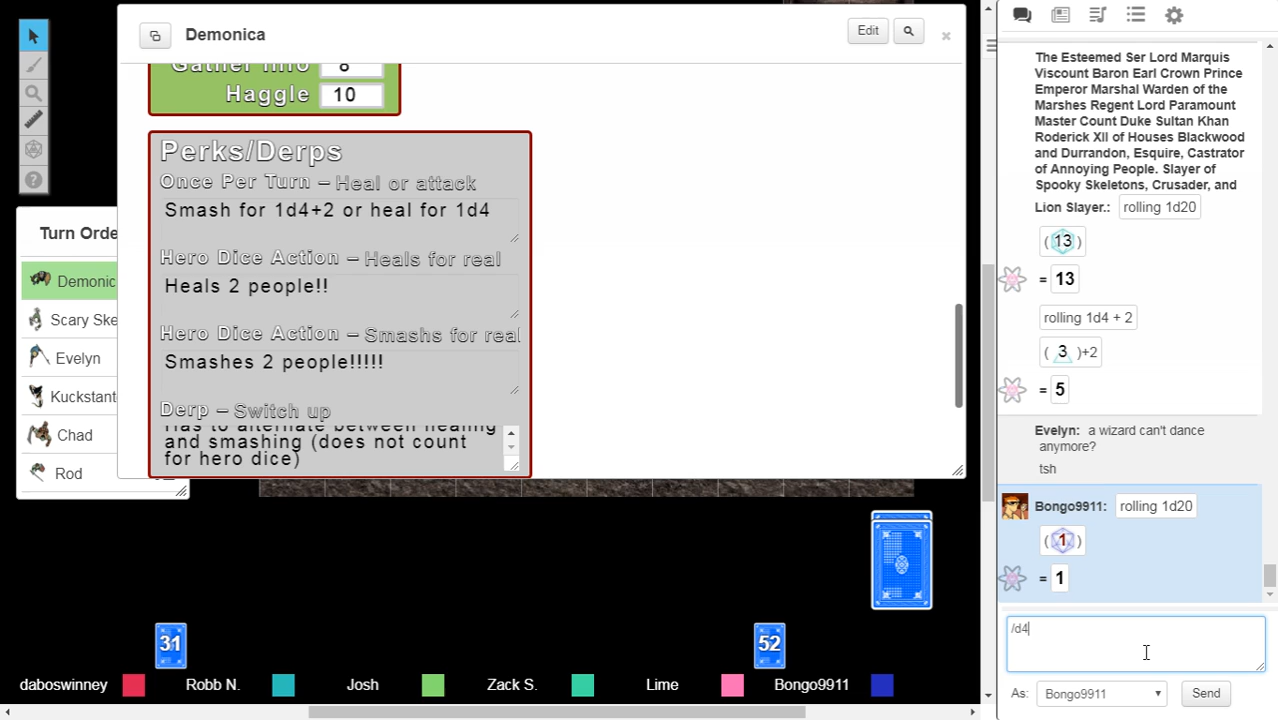 Demonica
Edit
×
Gather Info 8
Haggle 10
Perks/Derps
Once Per Turn – Heal or attack
Smash for 1d4+2 or heal for 1d4
Hero Dice Action – Heals for real
Heals 2 people!!
Hero Dice Action – Smashs for real
Smashes 2 people!!!!!
Derp – Switch up
Has to alternate between healing
and smashing (does not count
for hero dice)
Turn Orde
Demonic
Scary Ske
Evelyn
Kuckstant
Chad
Rod
31
52
daboswinney
Robb N.
Josh
Zack S.
Lime
Bongo9911
The Esteemed Ser Lord Marquis
Viscount Baron Earl Crown Prince
Emperor Marshal Warden of the
Marshes Regent Lord Paramount
Master Count Duke Sultan Khan
Roderick XII of Houses Blackwood
and Durrandon, Esquire, Castrator
of Annoying People. Slayer of
Spooky Skeletons, Crusader, and
Lion Slayer.: rolling 1d20
(13)
= 13
rolling 1d4 + 2
( 3 )+2
= 5
Evelyn: a wizard can't dance
anymore?
tsh
Bongo9911: rolling 1d20
(1)
= 1
/d4
As: Bongo9911 Send